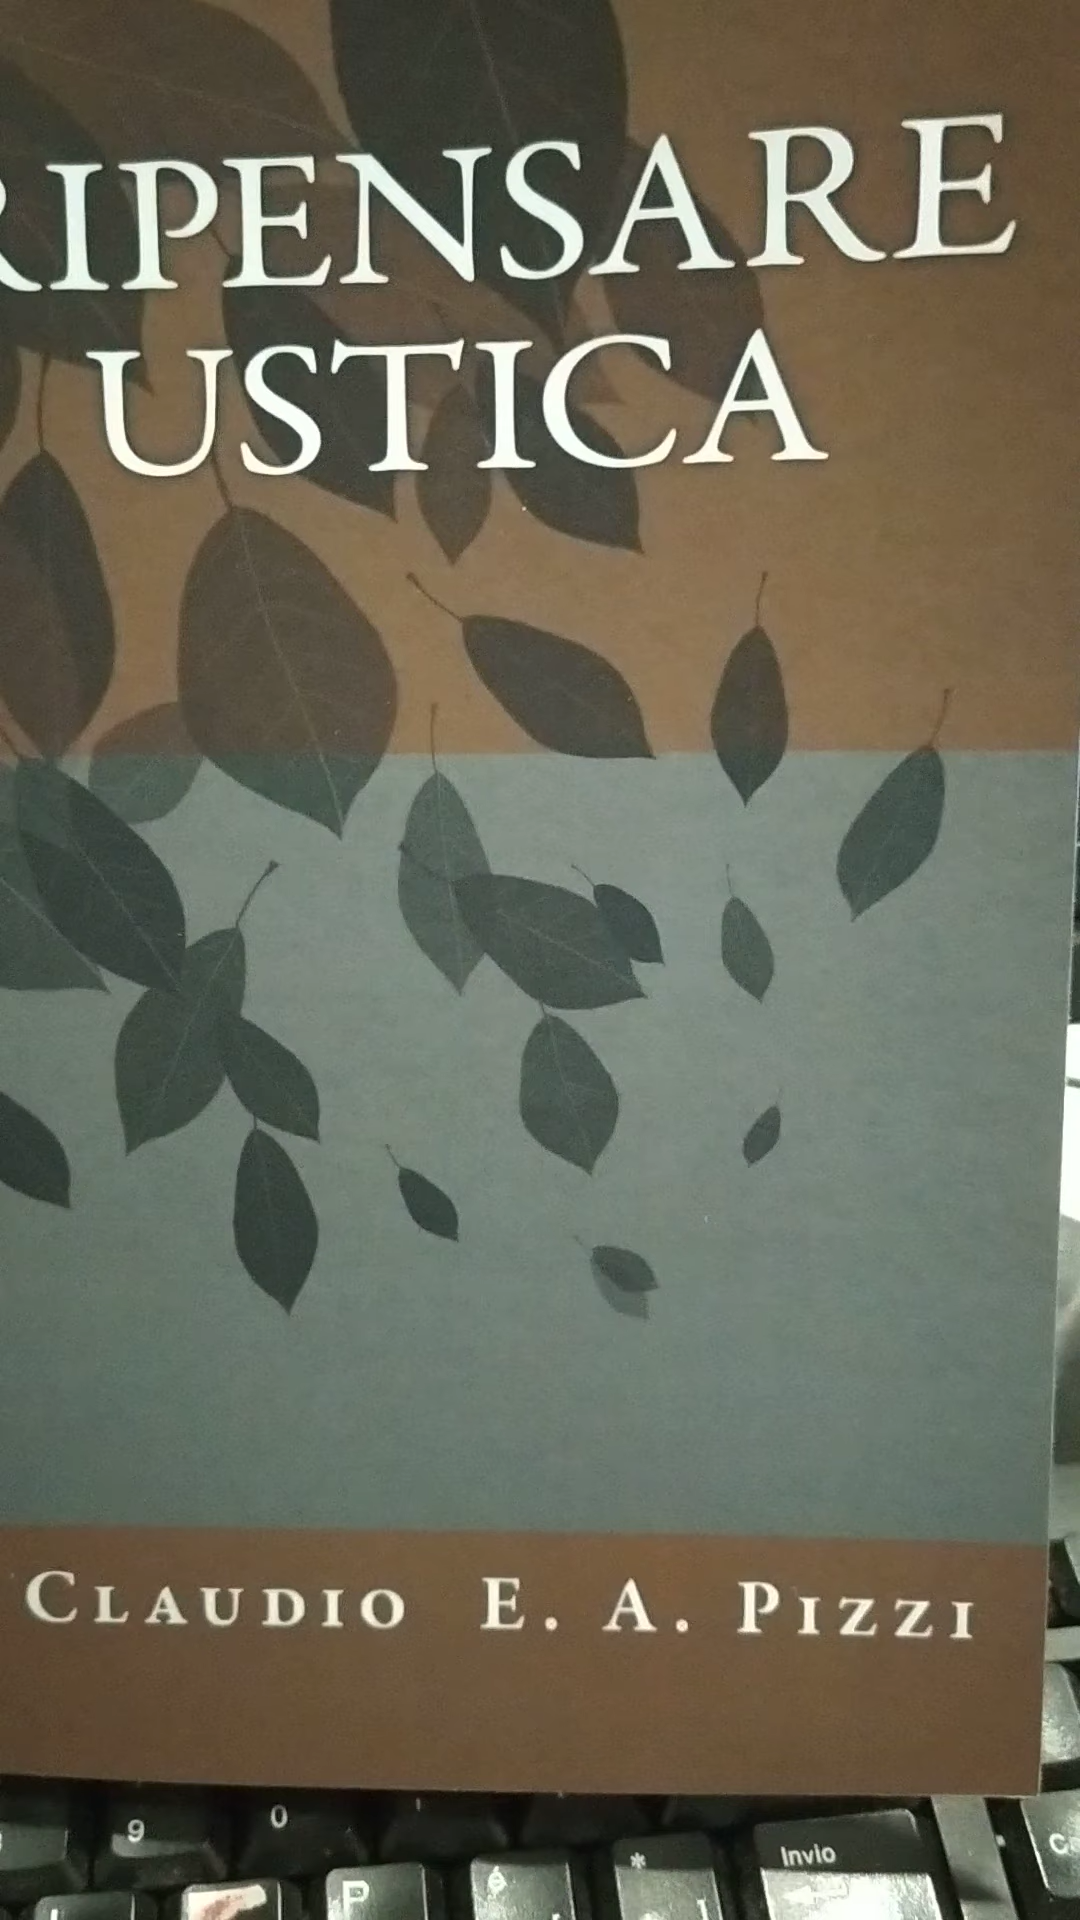 RIPENSARE
USTICA
CLAUDIO E. A. PIZZI
9 0
P é *
Invio